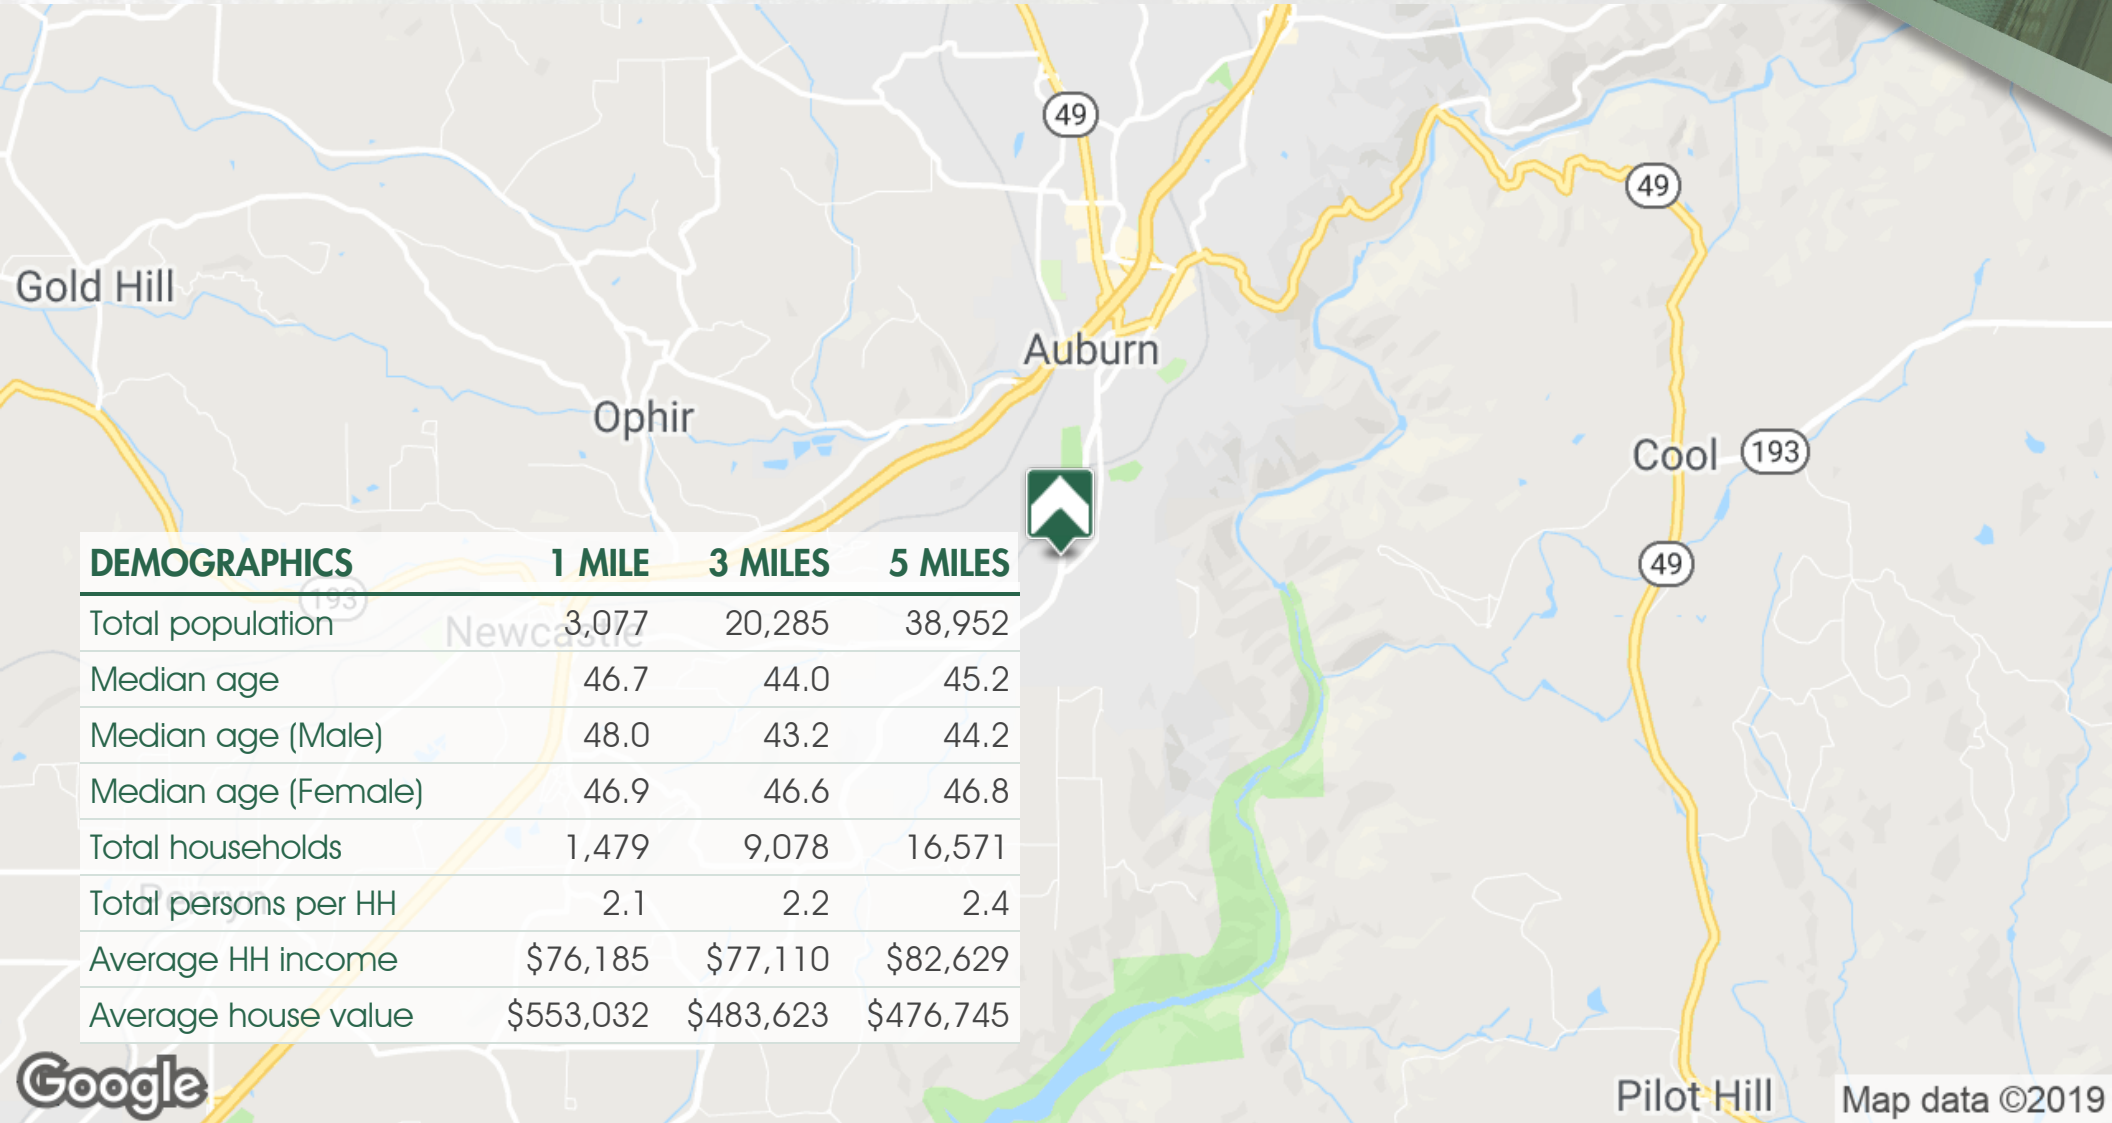 49
49
Gold Hill
Auburn
Ophir
Cool 193
49
DEMOGRAPHICS 1 MILE 3 MILES 5 MILES
193
Total population 3,077 20,285 38,952
Newcastle
Median age 46.7 44.0 45.2
Median age (Male) 48.0 43.2 44.2
Median age (Female) 46.9 46.6 46.8
Total households 1,479 9,078 16,571
Penryn
Total persons per HH 2.1 2.2 2.4
Average HH income $76,185 $77,110 $82,629
Average house value $553,032 $483,623 $476,745
Google
Pilot Hill
Map data ©2019